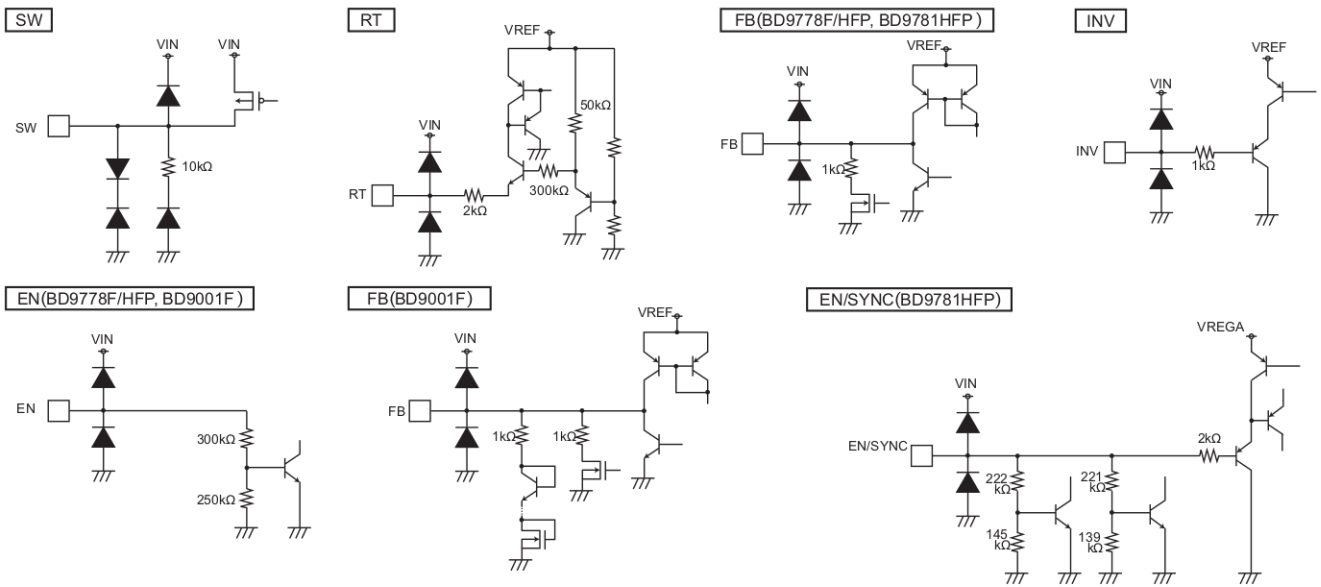 SW
VIN
VIN
SW
10kΩ
RT
VREF
50kΩ
VIN
300kΩ
RT
2kΩ
FB(BD9778F/HFP, BD9781HFP)
VREF
VIN
FB
1kΩ
INV
VREF
VIN
INV
1kΩ
EN(BD9778F/HFP, BD9001F)
VIN
EN
300kΩ
250kΩ
FB(BD9001F)
VREF
VIN
FB
1kΩ
1kΩ
EN/SYNC(BD9781HFP)
VREGA
VIN
2kΩ
EN/SYNC
222
kΩ
221
kΩ
145
kΩ
139
kΩ